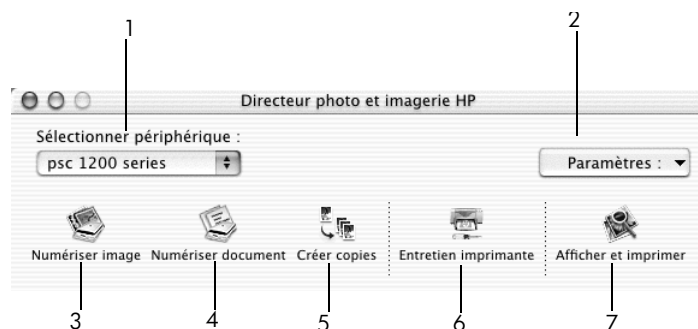 1
2
Directeur photo et imagerie HP
Sélectionner périphérique :
psc 1200 series
Paramètres :
Numériser image
Numériser document
Créer copies
Entretien imprimante
Afficher et imprimer
3
4
5
6
7